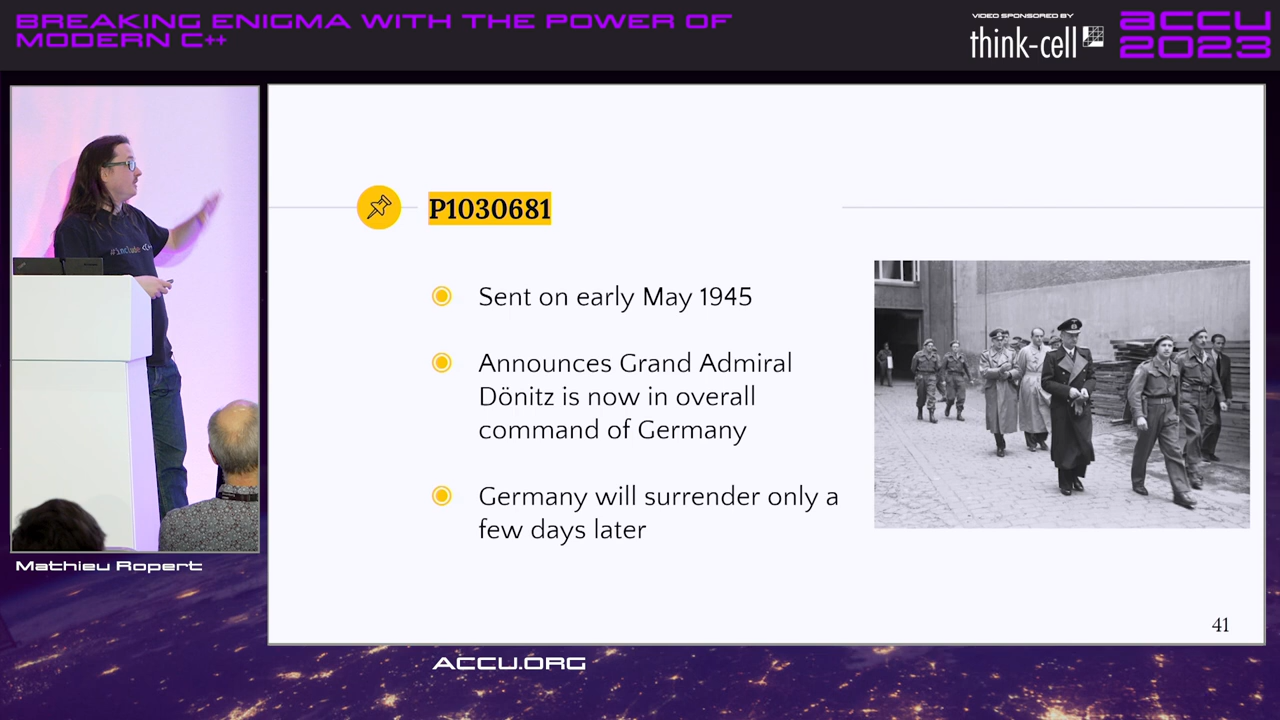 BREAKING ENIGMA WITH THE POWER OF
MODERN C++
VIDEO SPONSORED BY
think-cell
ACCU
2023
P1030681
Sent on early May 1945
Announces Grand Admiral
Dönitz is now in overall
command of Germany
Germany will surrender only a
few days later
#include <C++
Mathieu Ropert
41
ACCU.ORG